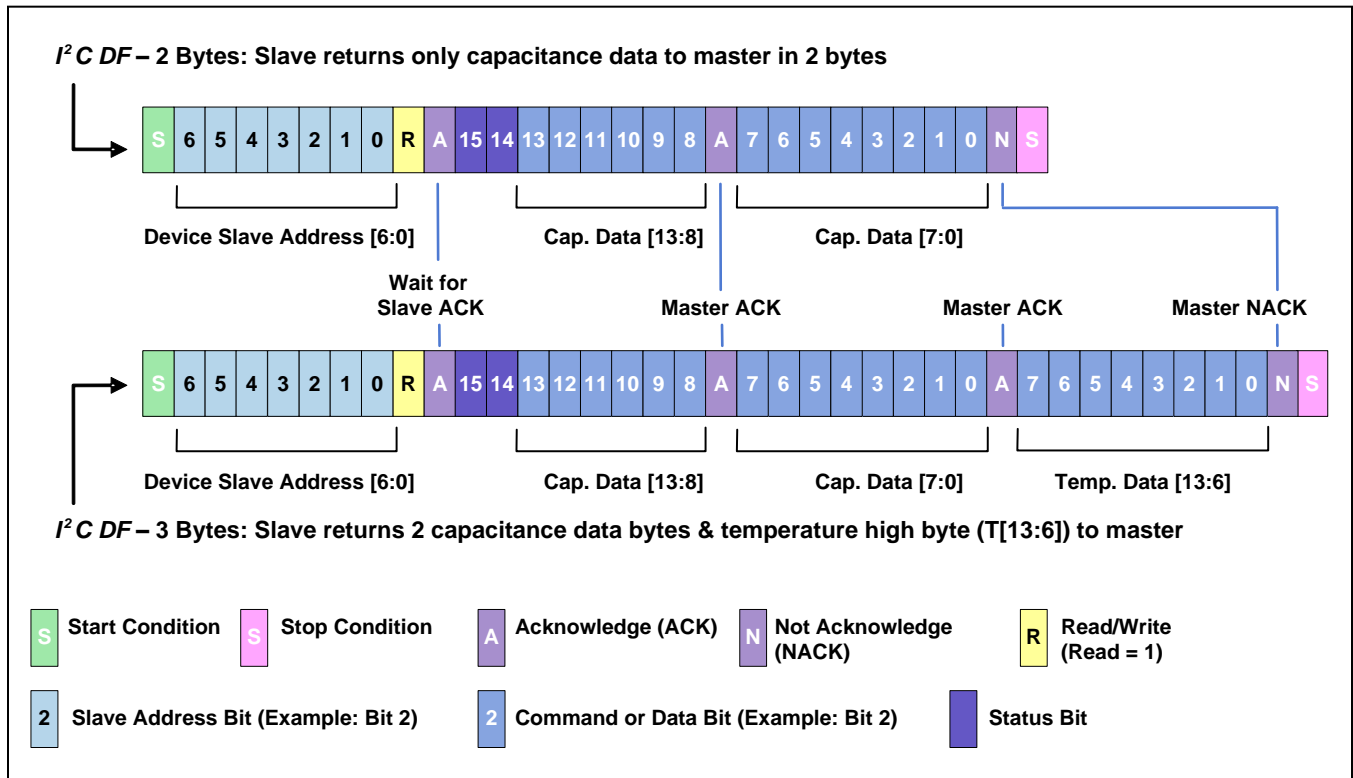 I² C DF – 2 Bytes: Slave returns only capacitance data to master in 2 bytes
S 6 5 4 3 2 1 0 R A 15 14 13 12 11 10 9 8 A 7 6 5 4 3 2 1 0 N S
Device Slave Address [6:0] Cap. Data [13:8] Cap. Data [7:0]
Wait for
Slave ACK Master ACK Master ACK Master NACK
S 6 5 4 3 2 1 0 R A 15 14 13 12 11 10 9 8 A 7 6 5 4 3 2 1 0 A 7 6 5 4 3 2 1 0 N S
Device Slave Address [6:0] Cap. Data [13:8] Cap. Data [7:0] Temp. Data [13:6]
I² C DF – 3 Bytes: Slave returns 2 capacitance data bytes & temperature high byte (T[13:6]) to master
S Start Condition S Stop Condition A Acknowledge (ACK) N Not Acknowledge R Read/Write
(NACK) (Read = 1)
2 Slave Address Bit (Example: Bit 2) 2 Command or Data Bit (Example: Bit 2) Status Bit